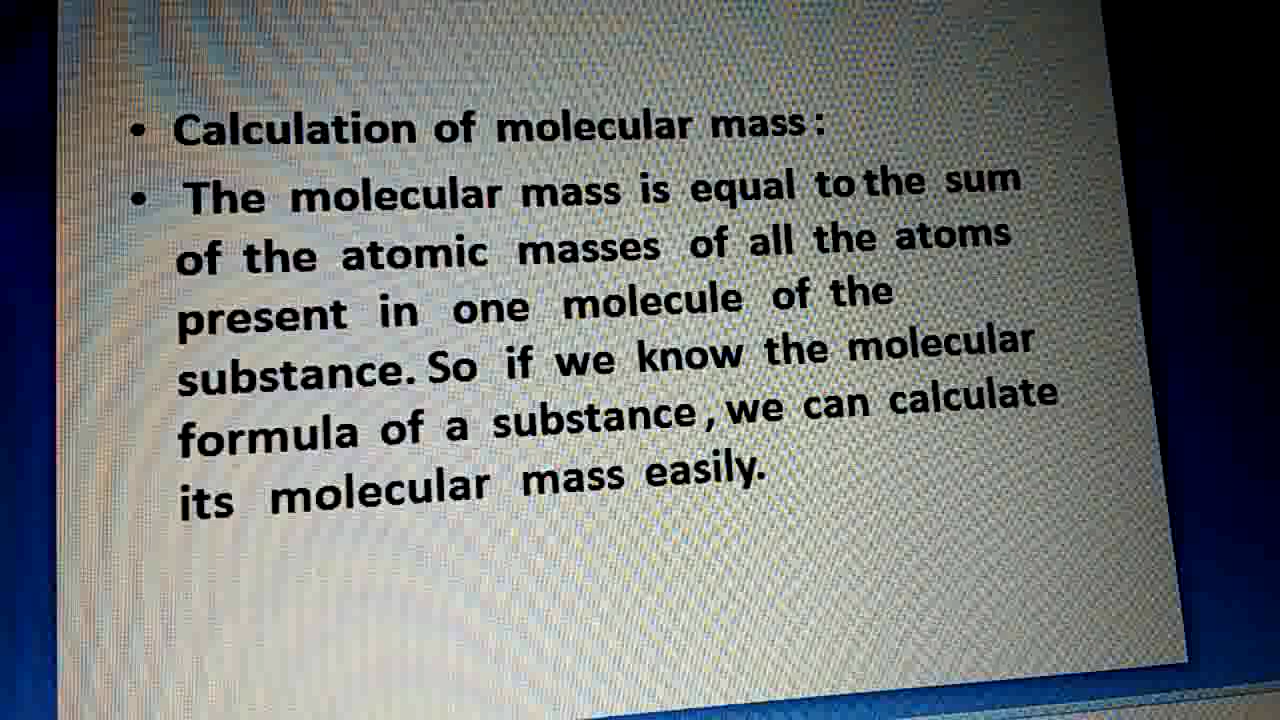 • Calculation of molecular mass :
• The molecular mass is equal to the sum
of the atomic masses of all the atoms
present in one molecule of the
substance. So if we know the molecular
formula of a substance , we can calculate
its molecular mass easily.